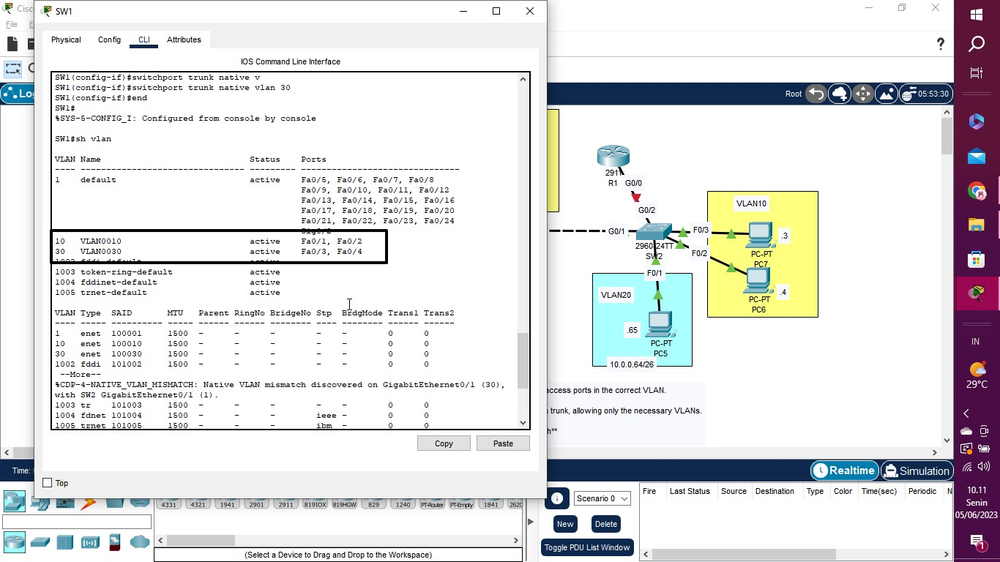 Cisc
SW1
File
E
Physical
Config
CLI
Attributes
IOS Command Line Interface
SW1(config-if)#switchport trunk native v
SW1(config-if)#switchport trunk native vlan 30
SW1(config-if)#end
SW1#
%SYS-5-CONFIG_I: Configured from console by console
SW1#sh vlan
VLAN Name Status Ports
---- -------------------------------- --------- -------------------------------
1 default active Fa0/5, Fa0/6, Fa0/7, Fa0/8
Fa0/9, Fa0/10, Fa0/11, Fa0/12
Fa0/13, Fa0/14, Fa0/15, Fa0/16
Fa0/17, Fa0/18, Fa0/19, Fa0/20
Fa0/21, Fa0/22, Fa0/23, Fa0/24
Gig0/2
10 VLAN0010 active Fa0/1, Fa0/2
30 VLAN0030 active Fa0/3, Fa0/4
1002 fddi-default active
1003 token-ring-default active
1004 fddinet-default active
1005 trnet-default active
VLAN Type SAID MTU Parent RingNo BridgeNo Stp BrdgMode Trans1 Trans2
---- ----- ---------- ----- ------ ------ -------- ---- -------- ------ ------
1 enet 100001 1500 - - - - - 0 0
10 enet 100010 1500 - - - - - 0 0
30 enet 100030 1500 - - - - - 0 0
1002 fddi 101002 1500 - - - - - 0 0
--More--
%CDP-4-NATIVE_VLAN_MISMATCH: Native VLAN mismatch discovered on GigabitEthernet0/1 (30),
with SW2 GigabitEthernet0/1 (1).
1003 tr 101003 1500 - - - - - 0 0
1004 fdnet 101004 1500 - - - ieee - 0 0
1005 trnet 101005 1500 - - - ibm - 0 0
Copy
Paste
Top
Log
Root
05:53:30
2911
R1
G0/0
G0/2
G0/1
2960-24TT
SW2
F0/3
F0/2
F0/1
VLAN10
.3
PC-PT
PC7
.4
PC-PT
PC6
VLAN20
.65
PC-PT
PC5
10.0.0.64/26
access ports in the correct VLAN.
trunk, allowing only the necessary VLANs.
h**
Time:
Realtime
Simulation
4331
4321
1941
2901
2911
819IOX
819HGW
829
1240
PT-Router
PT-Empty
1841
2620
(Select a Device to Drag and Drop to the Workspace)
Scenario 0
New
Delete
Toggle PDU List Window
Fire
Last Status
Source
Destination
Type
Color
Time(sec)
Periodic
N
IN
29°C
10.11
Senin
05/06/2023
1